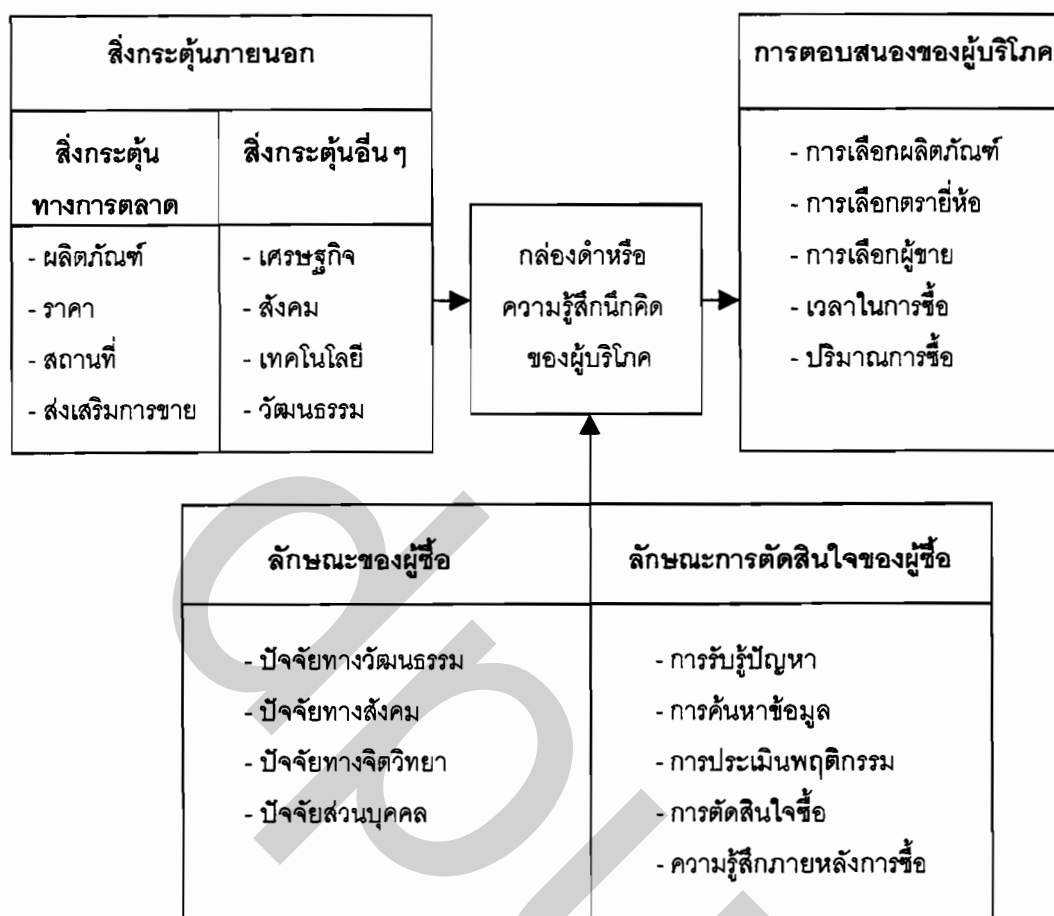 สิ่งกระตุ้นภายนอก
สิ่งกระตุ้น
ทางการตลาด
สิ่งกระตุ้นอื่น ๆ
- ผลิตภัณฑ์
- ราคา
- สถานที่
- ส่งเสริมการขาย
- เศรษฐกิจ
- สังคม
- เทคโนโลยี
- วัฒนธรรม
กล่องดำหรือ
ความรู้สึกนึกคิด
ของผู้บริโภค
การตอบสนองของผู้บริโภค
- การเลือกผลิตภัณฑ์
- การเลือกตรายี่ห้อ
- การเลือกผู้ขาย
- เวลาในการซื้อ
- ปริมาณการซื้อ
ลักษณะของผู้ซื้อ
- ปัจจัยทางวัฒนธรรม
- ปัจจัยทางสังคม
- ปัจจัยทางจิตวิทยา
- ปัจจัยส่วนบุคคล
ลักษณะการตัดสินใจของผู้ซื้อ
- การรับรู้ปัญหา
- การค้นหาข้อมูล
- การประเมินพฤติกรรม
- การตัดสินใจซื้อ
- ความรู้สึกภายหลังการซื้อ